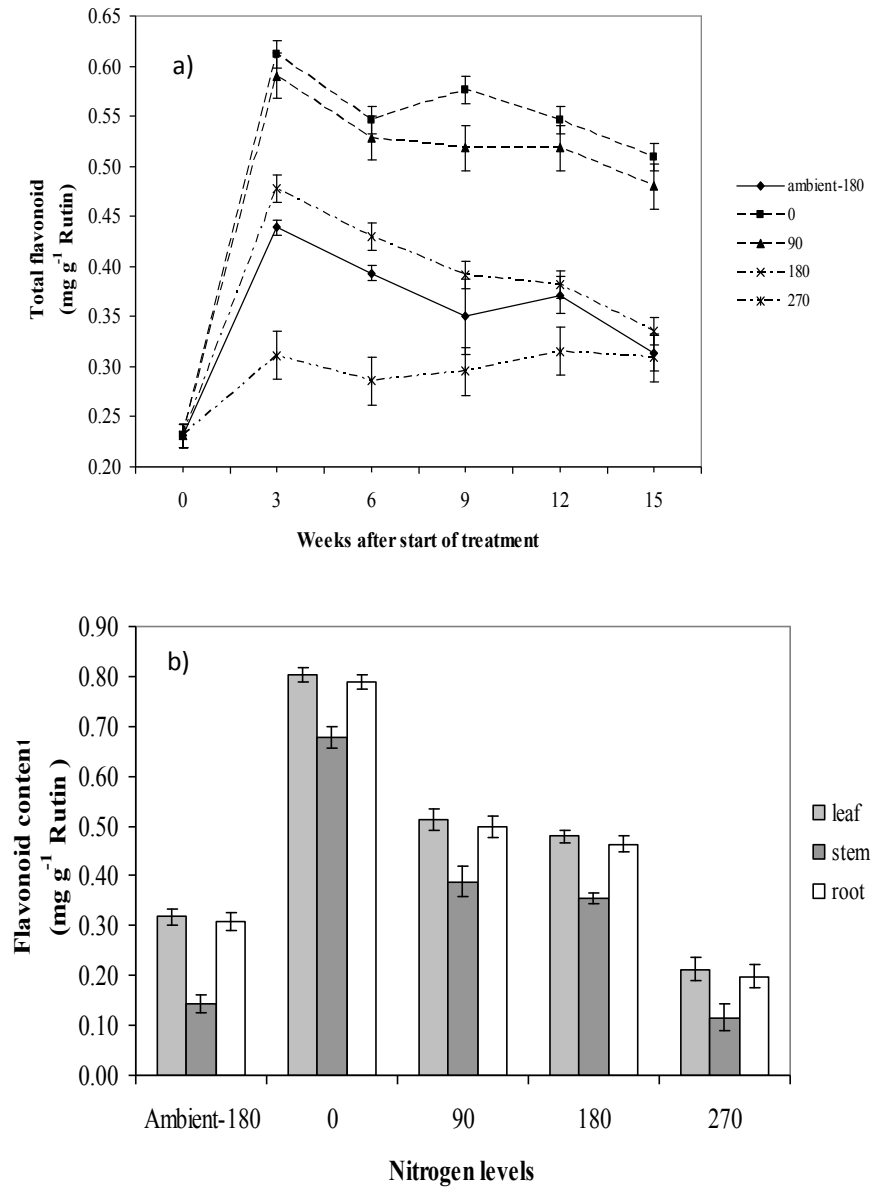 a)
Total flavonoid
(mg g⁻¹ Rutin)
0.65
0.60
0.55
0.50
0.45
0.40
0.35
0.30
0.25
0.20
0 3 6 9 12 15
Weeks after start of treatment
ambient-180
0
90
180
270
b)
Flavonoid content
(mg g⁻¹ Rutin )
0.90
0.80
0.70
0.60
0.50
0.40
0.30
0.20
0.10
0.00
Ambient-180 0 90 180 270
Nitrogen levels
leaf
stem
root